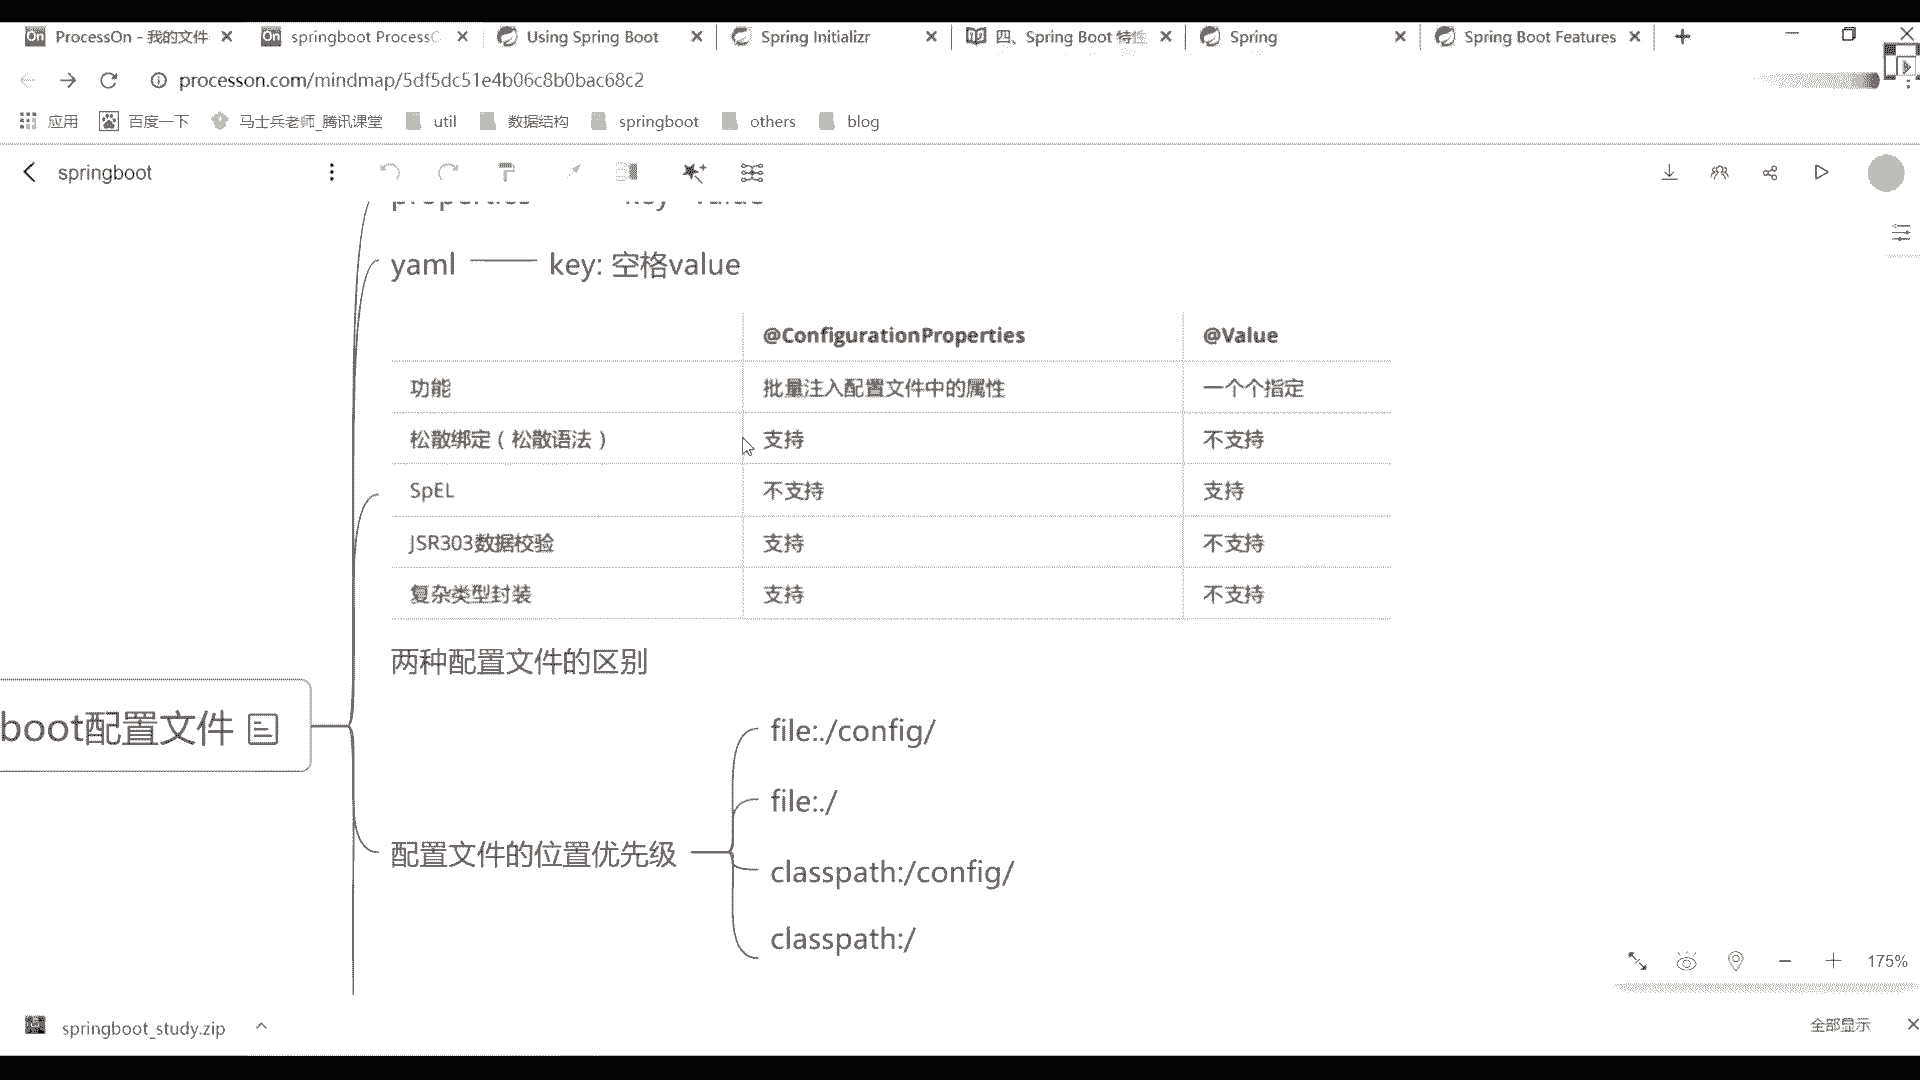 ProcessOn - 我的文件 springboot ProcessO Using Spring Boot Spring Initializr 四、Spring Boot 特性 Spring Spring Boot Features
processon.com/mindmap/5df5dc51e4b06c8b0bac68c2
应用 百度一下 马士兵老师_腾讯课堂 util 数据结构 springboot others blog
springboot
yaml key: 空格value
@ConfigurationProperties @Value
功能 批量注入配置文件中的属性 一个个指定
松散绑定（松散语法） 支持 不支持
SpEL 不支持 支持
JSR303数据校验 支持 不支持
复杂类型封装 支持 不支持
两种配置文件的区别
boot配置文件
file:./config/
file:./
配置文件的位置优先级
classpath:/config/
classpath:/
175%
springboot_study.zip 全部显示